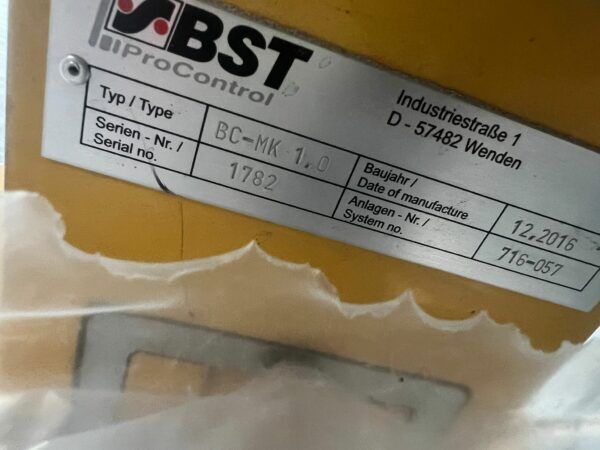 BST
ProControl
Industriestraße 1
D - 57482 Wenden
Typ / Type
BC-MK 1.0
Serien - Nr. /
Serial no.
1782
Baujahr /
Date of manufacture
12.2016
Anlagen - Nr. /
System no.
716-057